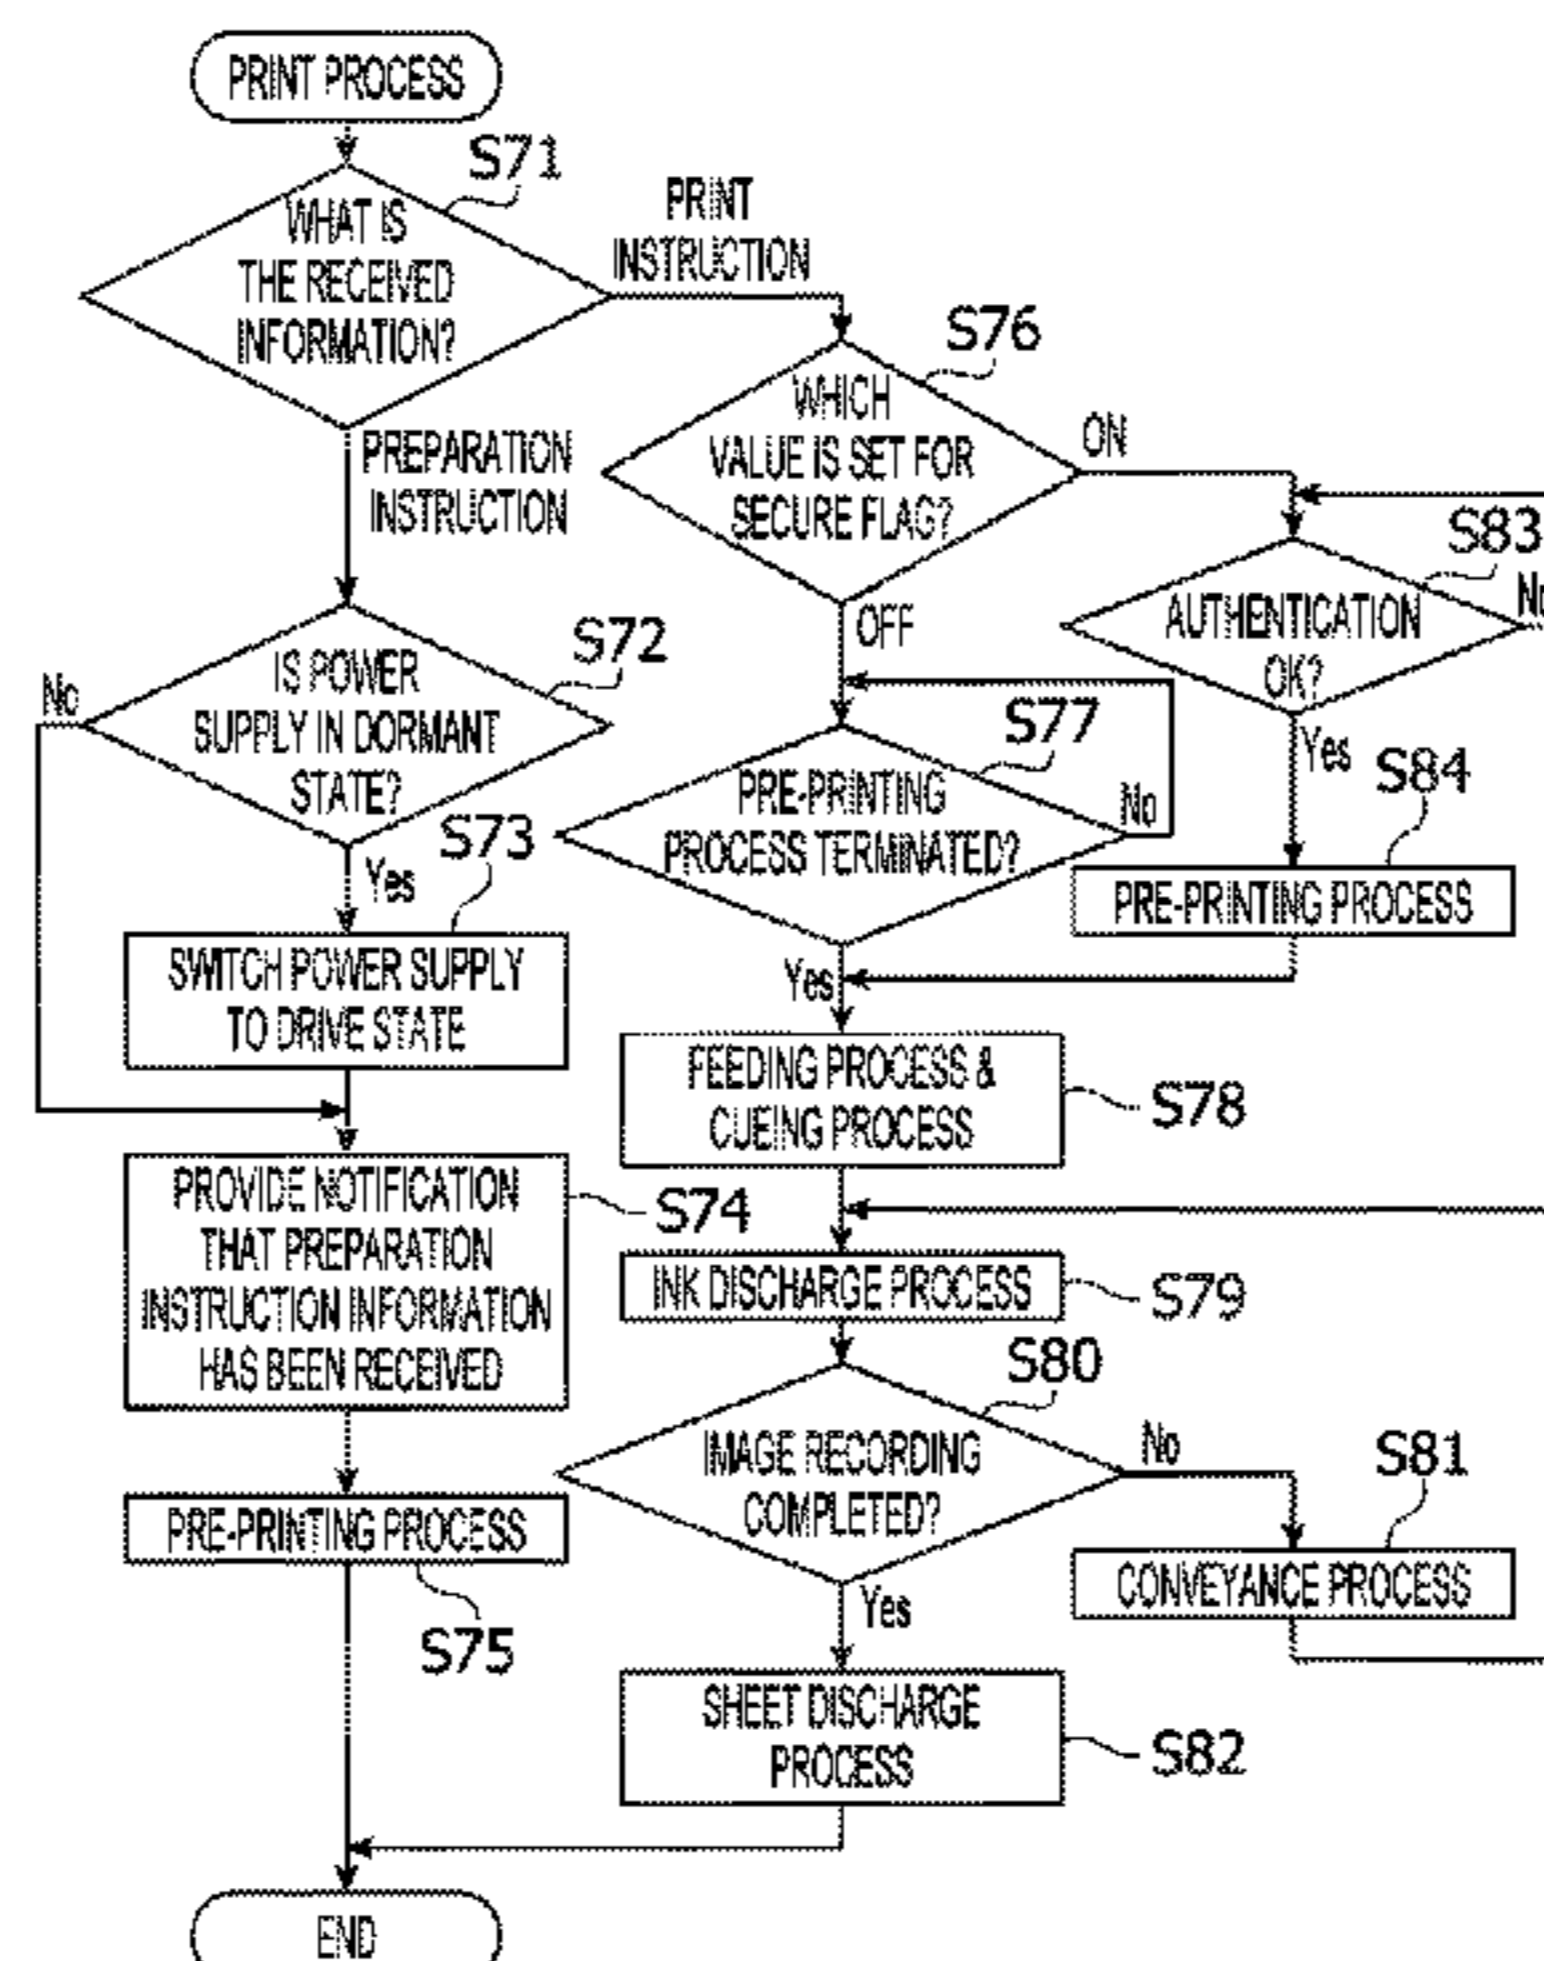 PRINT PROCESS
S71
WHAT IS
THE RECEIVED
INFORMATION?
PRINT
INSTRUCTION
PREPARATION
INSTRUCTION
S72
IS POWER
SUPPLY IN DORMANT
STATE?
No
Yes
S73
SWITCH POWER SUPPLY
TO DRIVE STATE
PROVIDE NOTIFICATION
THAT PREPARATION
INSTRUCTION INFORMATION
HAS BEEN RECEIVED
S74
PRE-PRINTING PROCESS
S75
S76
WHICH
VALUE IS SET FOR
SECURE FLAG?
ON
OFF
S77
PRE-PRINTING
PROCESS TERMINATED?
No
Yes
S83
AUTHENTICATION
OK?
No
Yes
S84
PRE-PRINTING PROCESS
FEEDING PROCESS &
CUEING PROCESS
S78
INK DISCHARGE PROCESS
S79
S80
IMAGE RECORDING
COMPLETED?
No
Yes
S81
CONVEYANCE PROCESS
SHEET DISCHARGE
PROCESS
S82
END